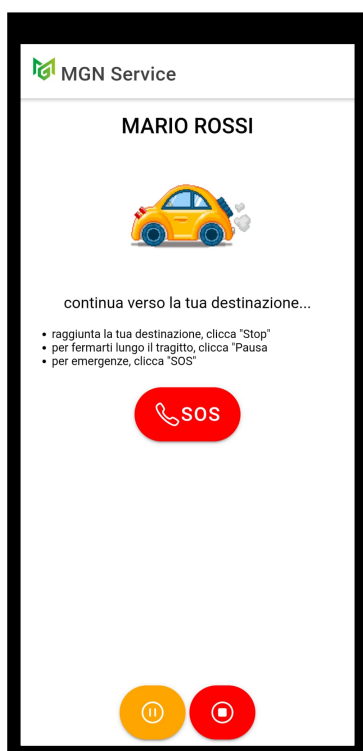 MGN Service
MARIO ROSSI
continua verso la tua destinazione...
• raggiunta la tua destinazione, clicca "Stop"
• per fermarti lungo il tragitto, clicca "Pausa
• per emergenze, clicca "SOS"
SOS